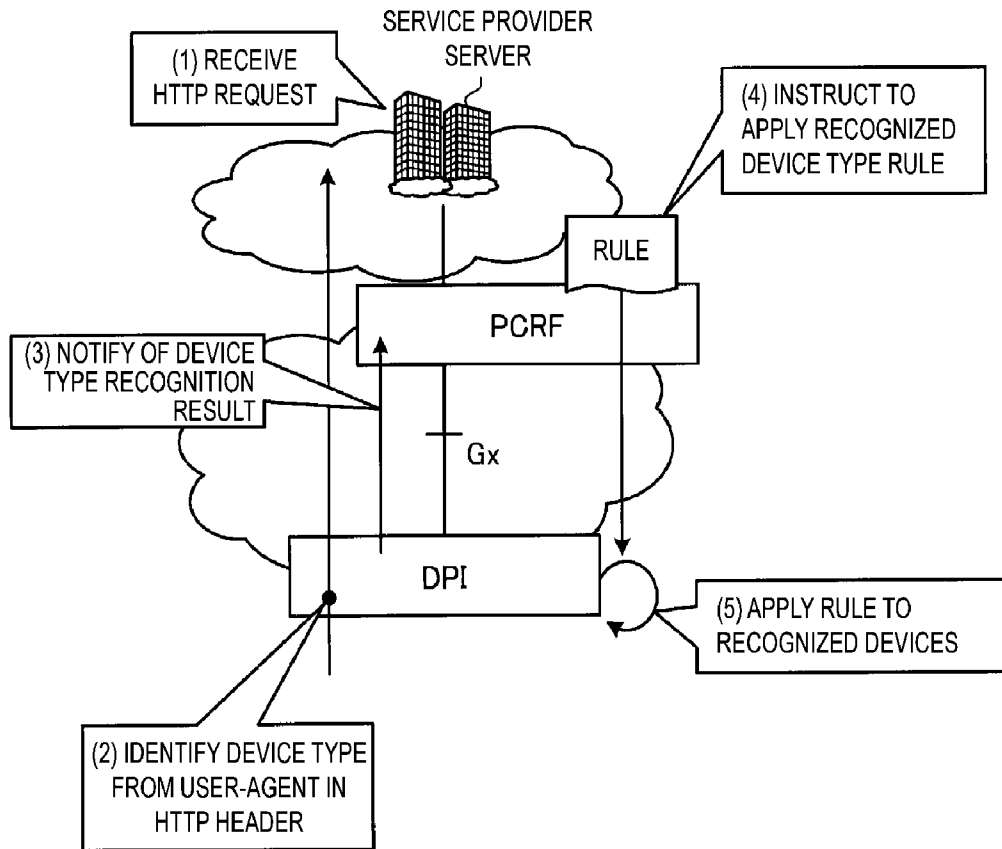 SERVICE PROVIDER
SERVER
(1) RECEIVE
HTTP REQUEST
(4) INSTRUCT TO
APPLY RECOGNIZED
DEVICE TYPE RULE
RULE
PCRF
(3) NOTIFY OF DEVICE
TYPE RECOGNITION
RESULT
Gx
DPI
(5) APPLY RULE TO
RECOGNIZED DEVICES
(2) IDENTIFY DEVICE TYPE
FROM USER-AGENT IN
HTTP HEADER